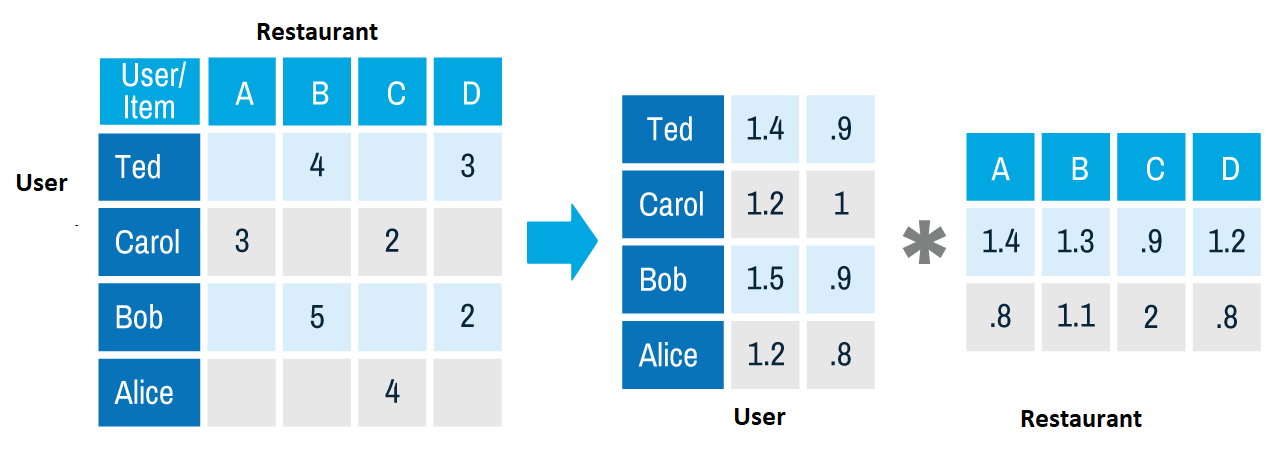 Restaurant
User/
Item A B C D
Ted 4 3
User
Carol 3 2
Bob 5 2
Alice 4
Ted 1.4 .9
Carol 1.2 1
Bob 1.5 .9
Alice 1.2 .8
User
*
A B C D
1.4 1.3 .9 1.2
.8 1.1 2 .8
Restaurant